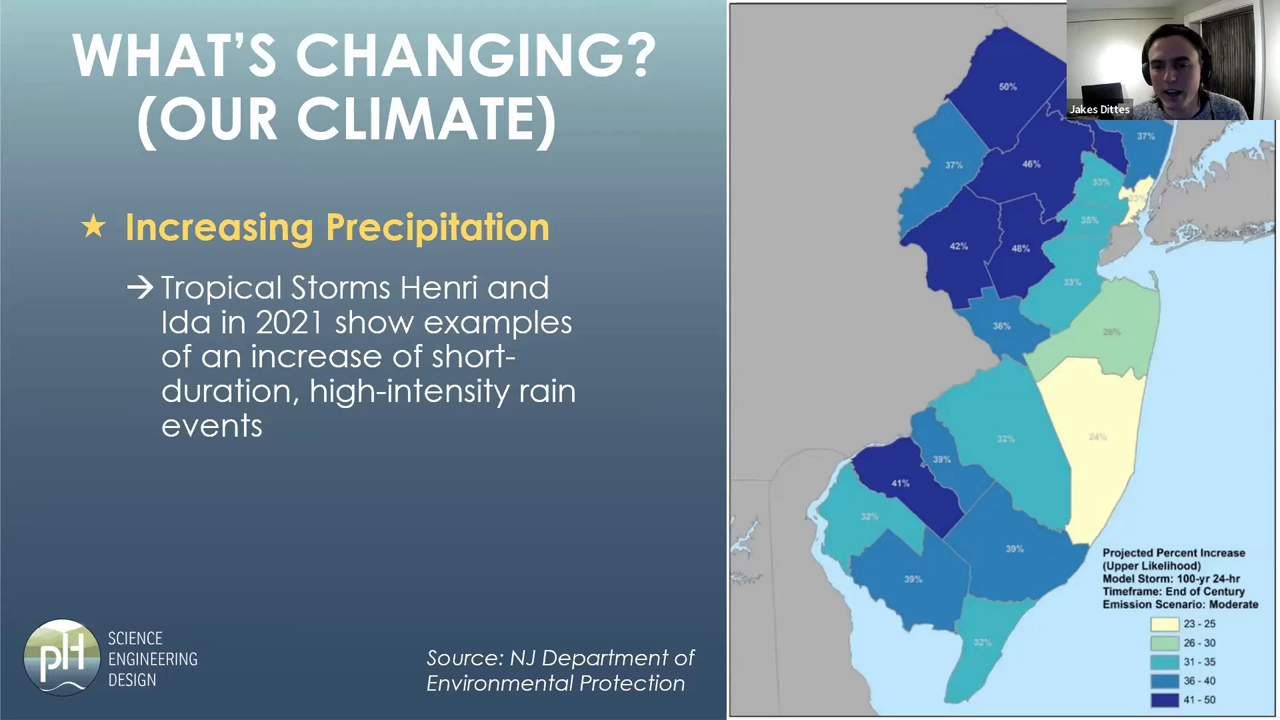 WHAT'S CHANGING?
(OUR CLIMATE)
★ Increasing Precipitation
→ Tropical Storms Henri and
Ida in 2021 show examples
of an increase of short-
duration, high-intensity rain
events
pH
SCIENCE
ENGINEERING
DESIGN
Source: NJ Department of
Environmental Protection
Jakes Dittes
50%
37%
37%
46%
33%
35%
42%
48%
33%
36%
32%
24%
39%
41%
32%
39%
39%
32%
Projected Percent Increase
(Upper Likelihood)
Model Storm: 100-yr 24-hr
Timeframe: End of Century
Emission Scenario: Moderate
23 - 25
26 - 30
31 - 35
36 - 40
41 - 50